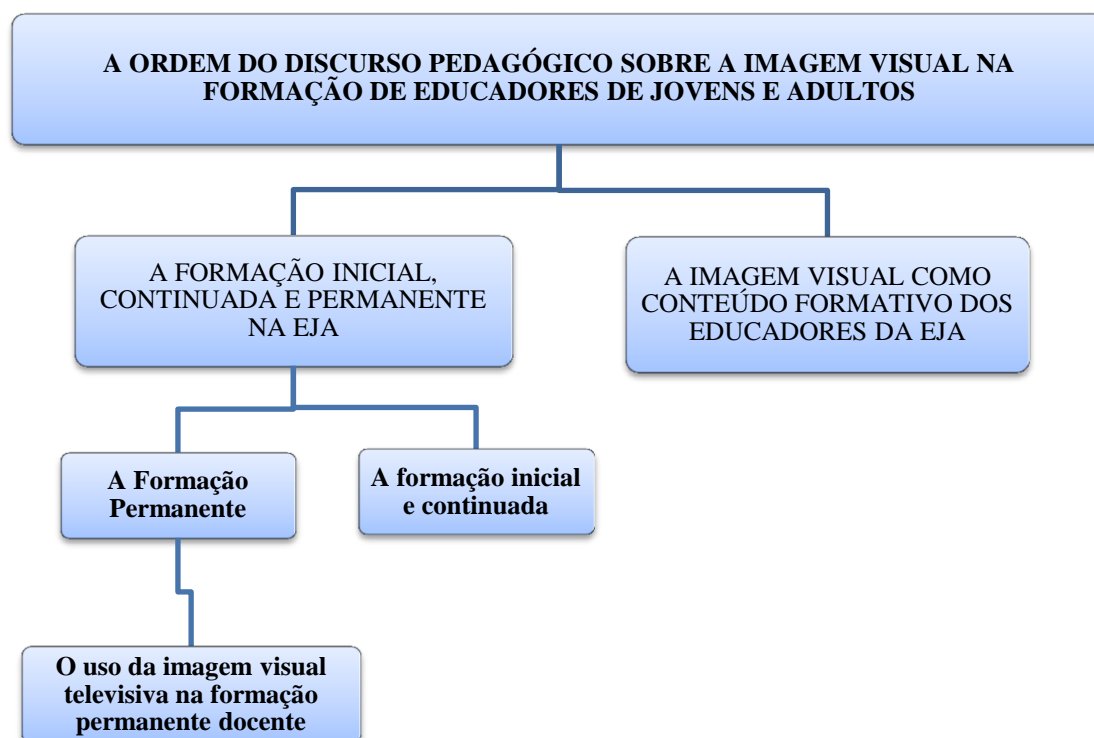 A ORDEM DO DISCURSO PEDAGÓGICO SOBRE A IMAGEM VISUAL NA
FORMAÇÃO DE EDUCADORES DE JOVENS E ADULTOS
A FORMAÇÃO INICIAL,
CONTINUADA E PERMANENTE
NA EJA
A IMAGEM VISUAL COMO
CONTEÚDO FORMATIVO DOS
EDUCADORES DA EJA
A Formação
Permanente
A formação inicial
e continuada
O uso da imagem visual
televisiva na formação
permanente docente